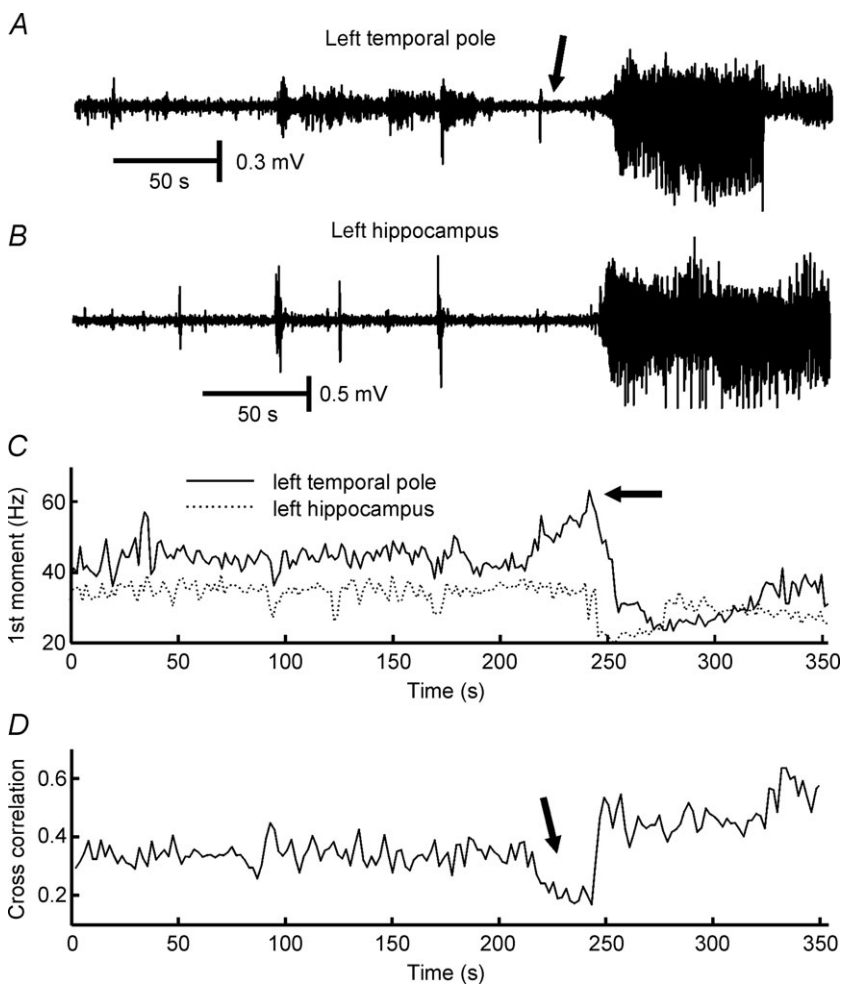 A
Left temporal pole
0.3 mV
50 s
B
Left hippocampus
0.5 mV
50 s
C
left temporal pole
left hippocampus
1st moment (Hz)
60
40
20
0 50 100 150 200 250 300 350
Time (s)
D
Cross correlation
0.6
0.4
0.2
0 50 100 150 200 250 300 350
Time (s)